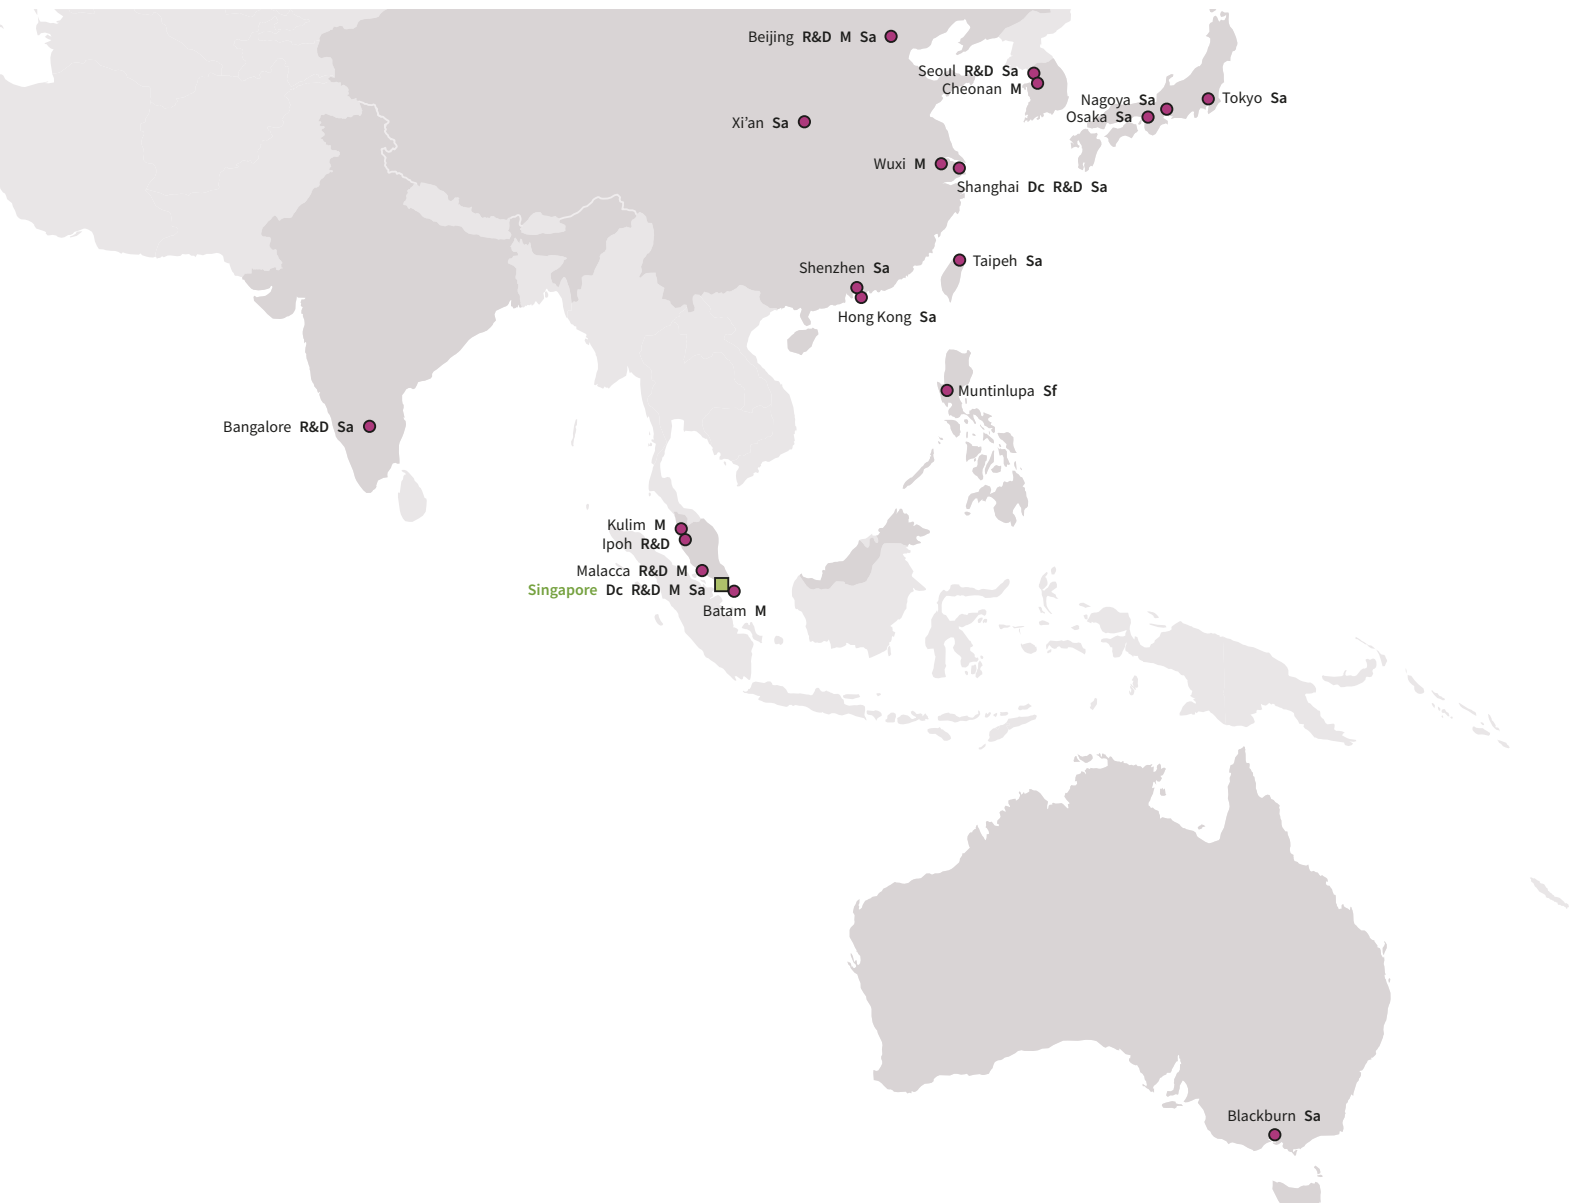 Beijing R&D M Sa
Seoul R&D Sa
Cheonan M
Nagoya Sa
Tokyo Sa
Osaka Sa
Xi’an Sa
Wuxi M
Shanghai Dc R&D Sa
Taipeh Sa
Shenzhen Sa
Hong Kong Sa
Muntinlupa Sf
Bangalore R&D Sa
Kulim M
Ipoh R&D
Malacca R&D M
Singapore Dc R&D M Sa
Batam M
Blackburn Sa